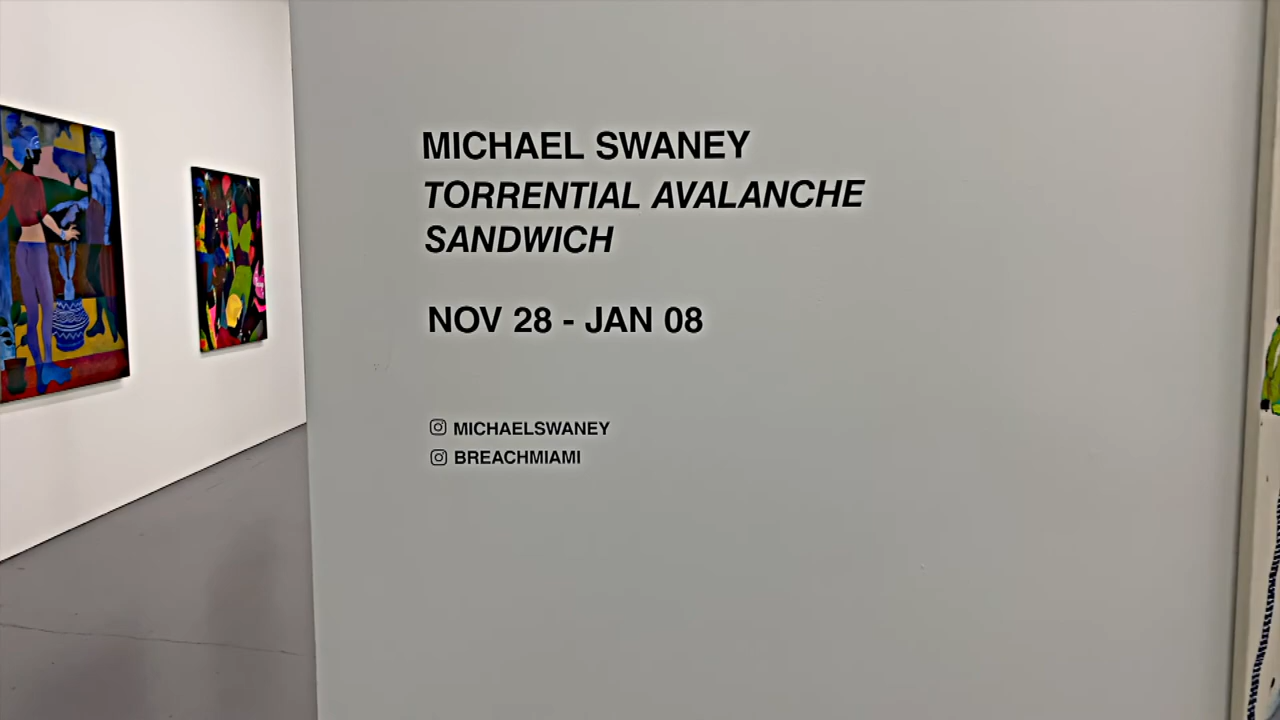 MICHAEL SWANEY
TORRENTIAL AVALANCHE
SANDWICH
NOV 28 - JAN 08
MICHAELSWANEY
BREACHMIAMI